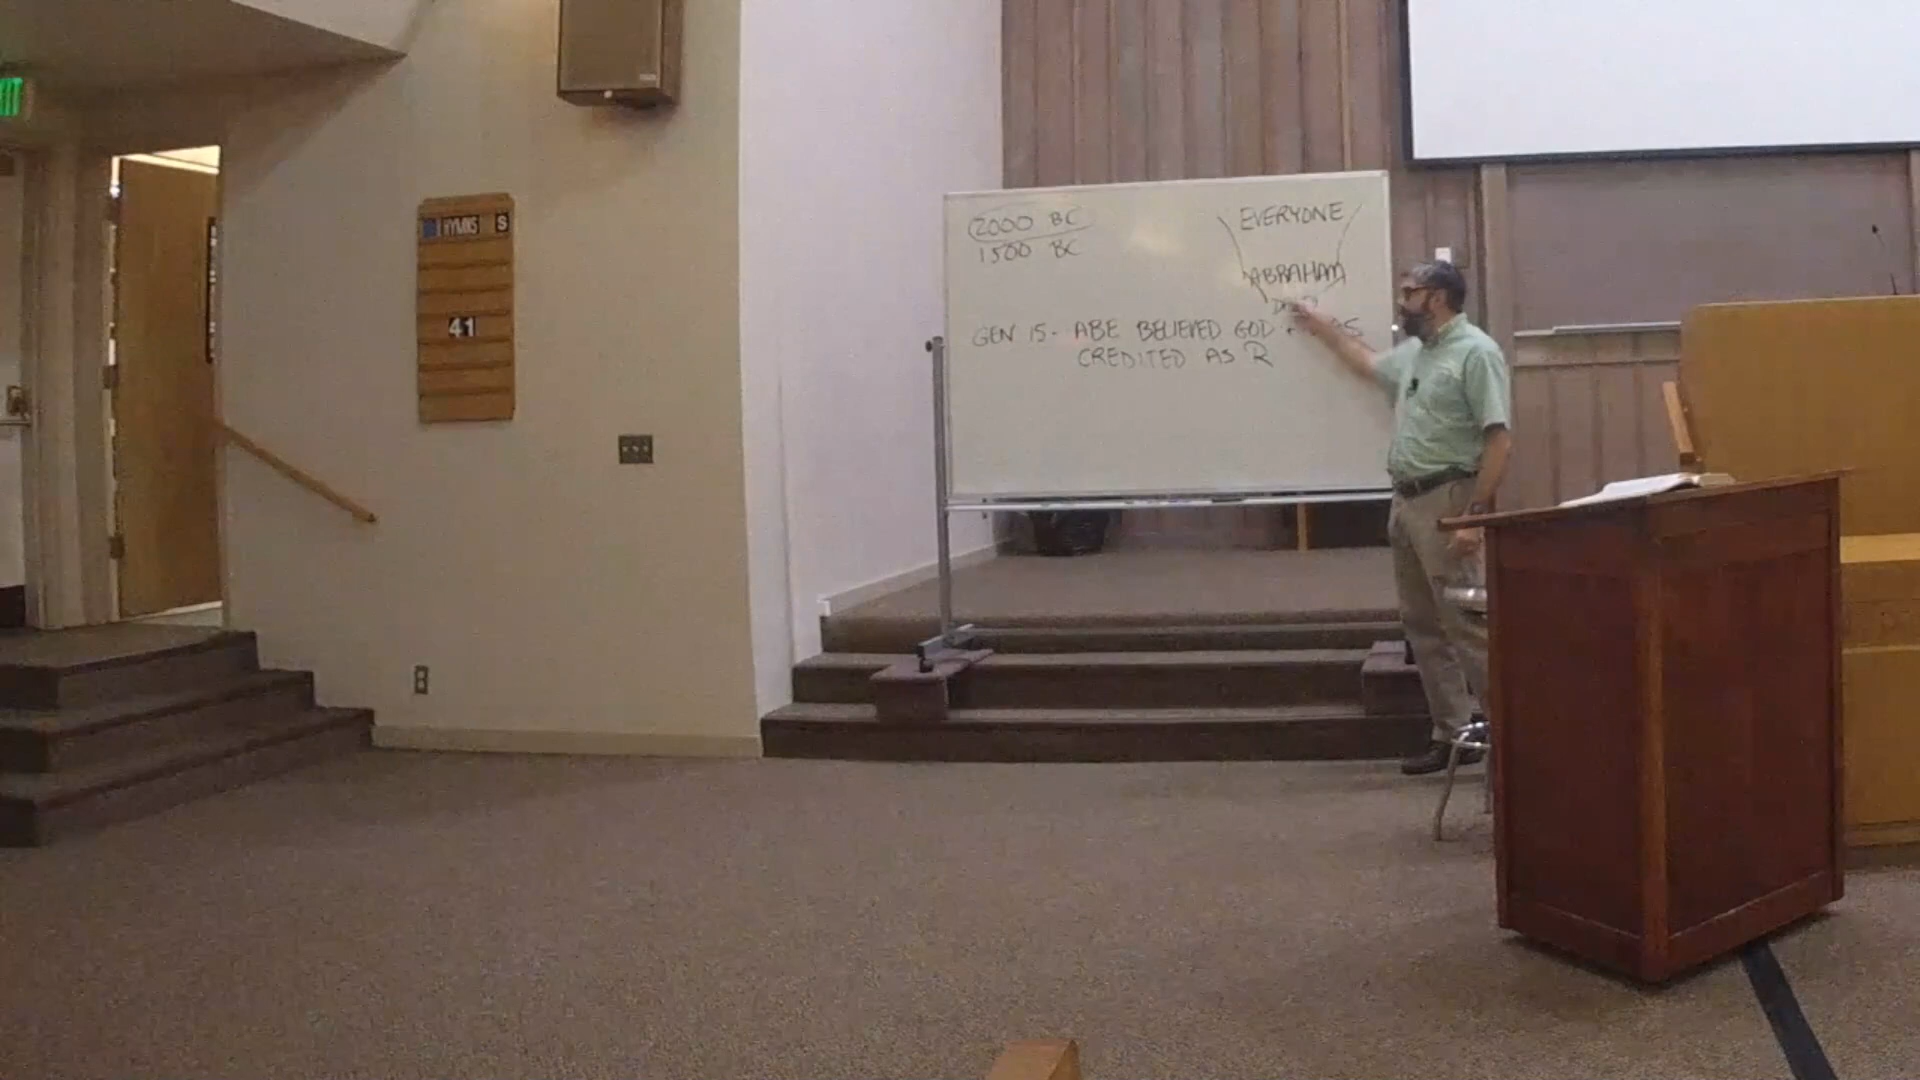 EXIT
HYMNS S
41
2000 BC
1500 BC
EVERYONE
ABRAHAM
GEN 15- ABE BELIEVED GOD
CREDITED AS R